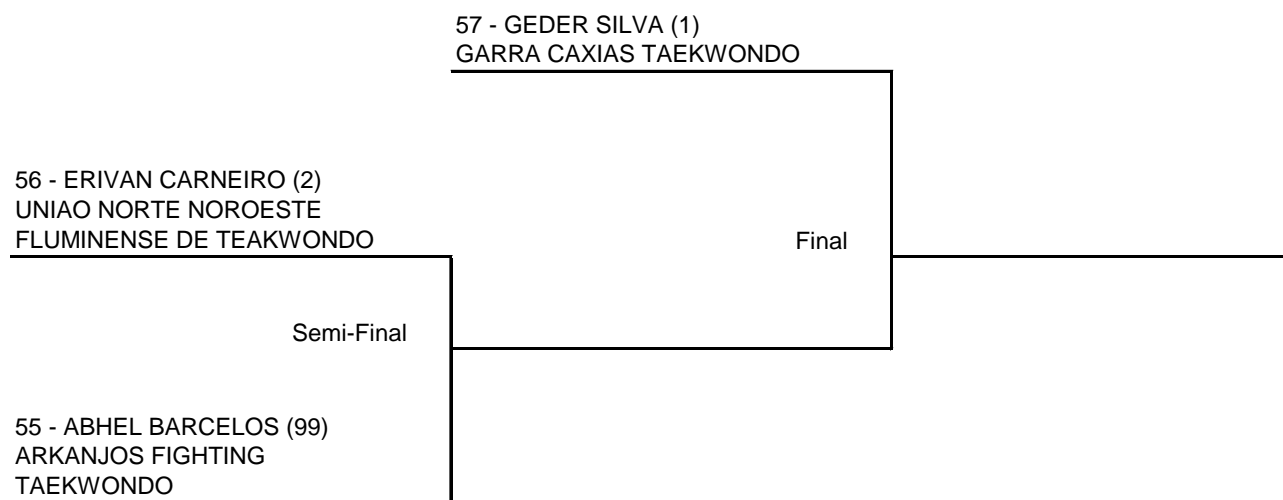 57 - GEDER SILVA (1)
GARRA CAXIAS TAEKWONDO
56 - ERIVAN CARNEIRO (2)
UNIAO NORTE NOROESTE
FLUMINENSE DE TEAKWONDO
Final
Semi-Final
55 - ABHEL BARCELOS (99)
ARKANJOS FIGHTING
TAEKWONDO